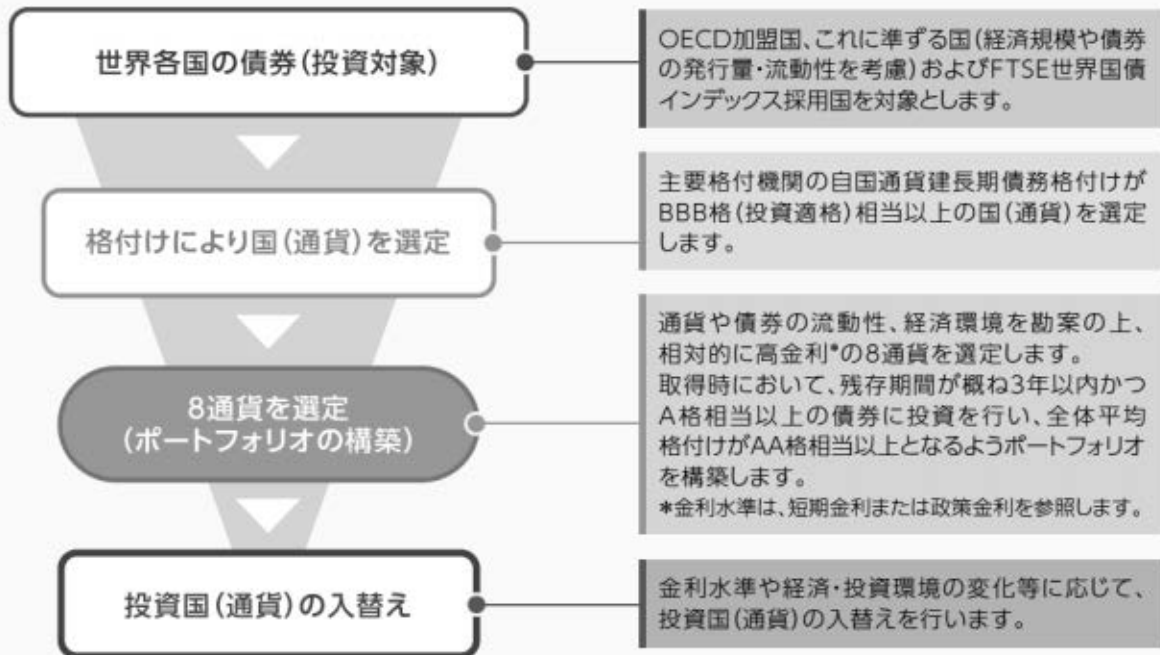 世界各国の債券(投資対象)
OECD加盟国、これに準ずる国(経済規模や債券
の発行量・流動性を考慮)およびFTSE世界国債
インデックス採用国を対象とします。
格付けにより国(通貨)を選定
主要格付機関の自国通貨建長期債務格付けが
BBB格(投資適格)相当以上の国(通貨)を選定
します。
8通貨を選定
(ポートフォリオの構築)
通貨や債券の流動性、経済環境を勘案の上、
相対的に高金利*の8通貨を選定します。
取得時において、残存期間が概ね3年以内かつ
A格相当以上の債券に投資を行い、全体平均
格付けがAA格相当以上となるようポートフォリオ
を構築します。
*金利水準は、短期金利または政策金利を参照します。
投資国(通貨)の入替え
金利水準や経済・投資環境の変化等に応じて、
投資国(通貨)の入替えを行います。